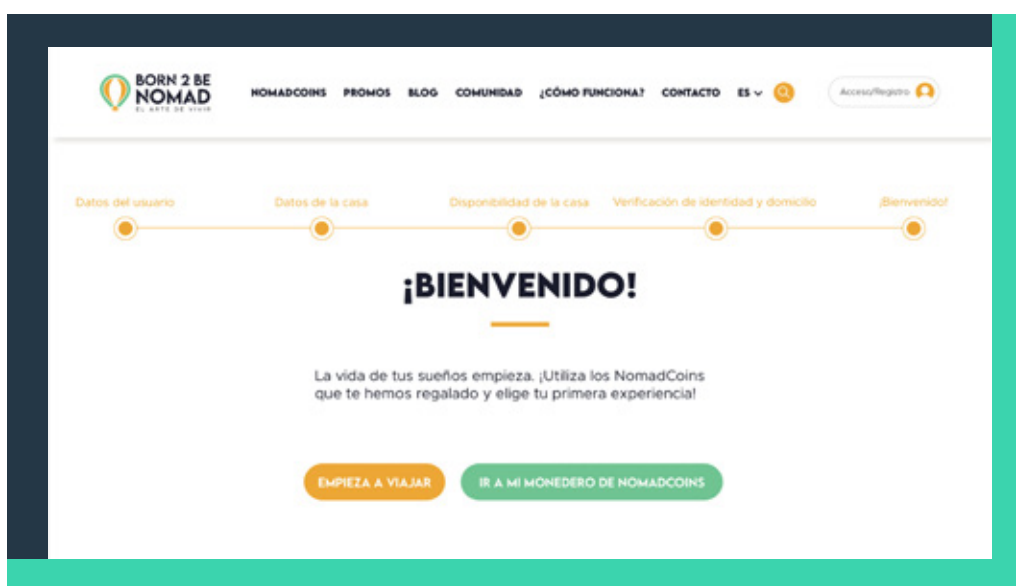 BORN 2 BE
NOMAD
EL ARTE DE VIVIR
NOMADCOINS PROMOS BLOG COMUNIDAD ¿CÓMO FUNCIONA? CONTACTO ES
Acceso/Registro
Datos del usuario Datos de la casa Disponibilidad de la casa Verificación de identidad y domicilio ¡Bienvenido!
¡BIENVENIDO!
La vida de tus sueños empieza. ¡Utiliza los NomadCoins
que te hemos regalado y elige tu primera experiencia!
EMPIEZA A VIAJAR IR A MI MONEDERO DE NOMADCOINS